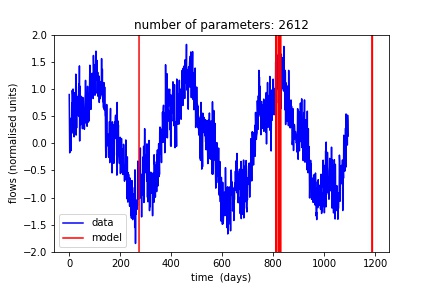 number of parameters: 2612
flows (normalised units)
2.0
1.5
1.0
0.5
0.0
−0.5
−1.0
−1.5
−2.0
data
model
0 200 400 600 800 1000 1200
time (days)